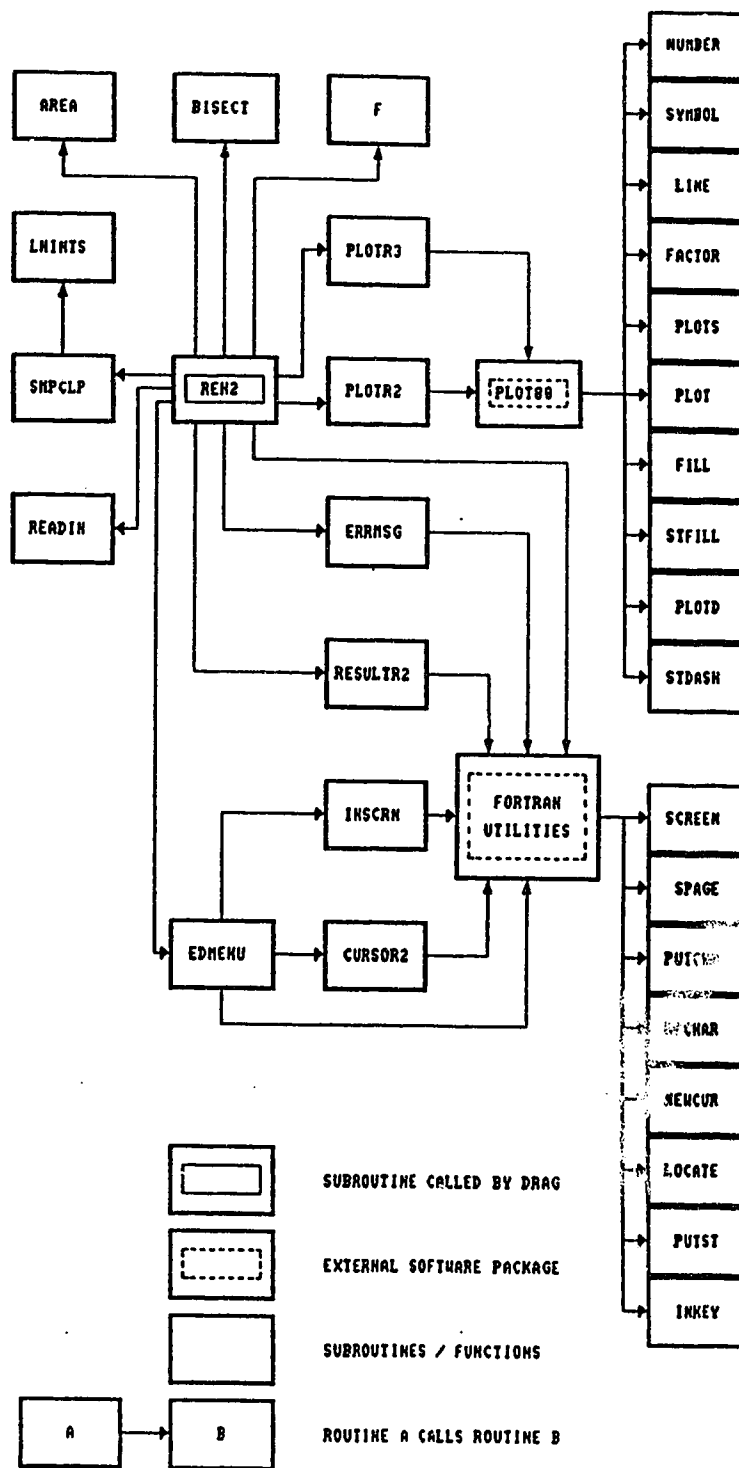 NUMBER
AREA
BISECT
F
SYMBOL
LINE
LNINTS
PLOTR3
FACTOR
PLOTS
SMPCLP
REH2
PLOTR2
PLOT88
PLOT
FILL
READIN
ERRMSG
STFILL
PLOTD
RESULTR2
STDASH
INSCRN
FORTRAN
UTILITIES
SCREEN
SPAGE
EDMENU
CURSOR2
NEWCUR
LOCATE
SUBROUTINE CALLED BY DRAG
PUTST
EXTERNAL SOFTWARE PACKAGE
INKEY
SUBROUTINES / FUNCTIONS
A
B
ROUTINE A CALLS ROUTINE B